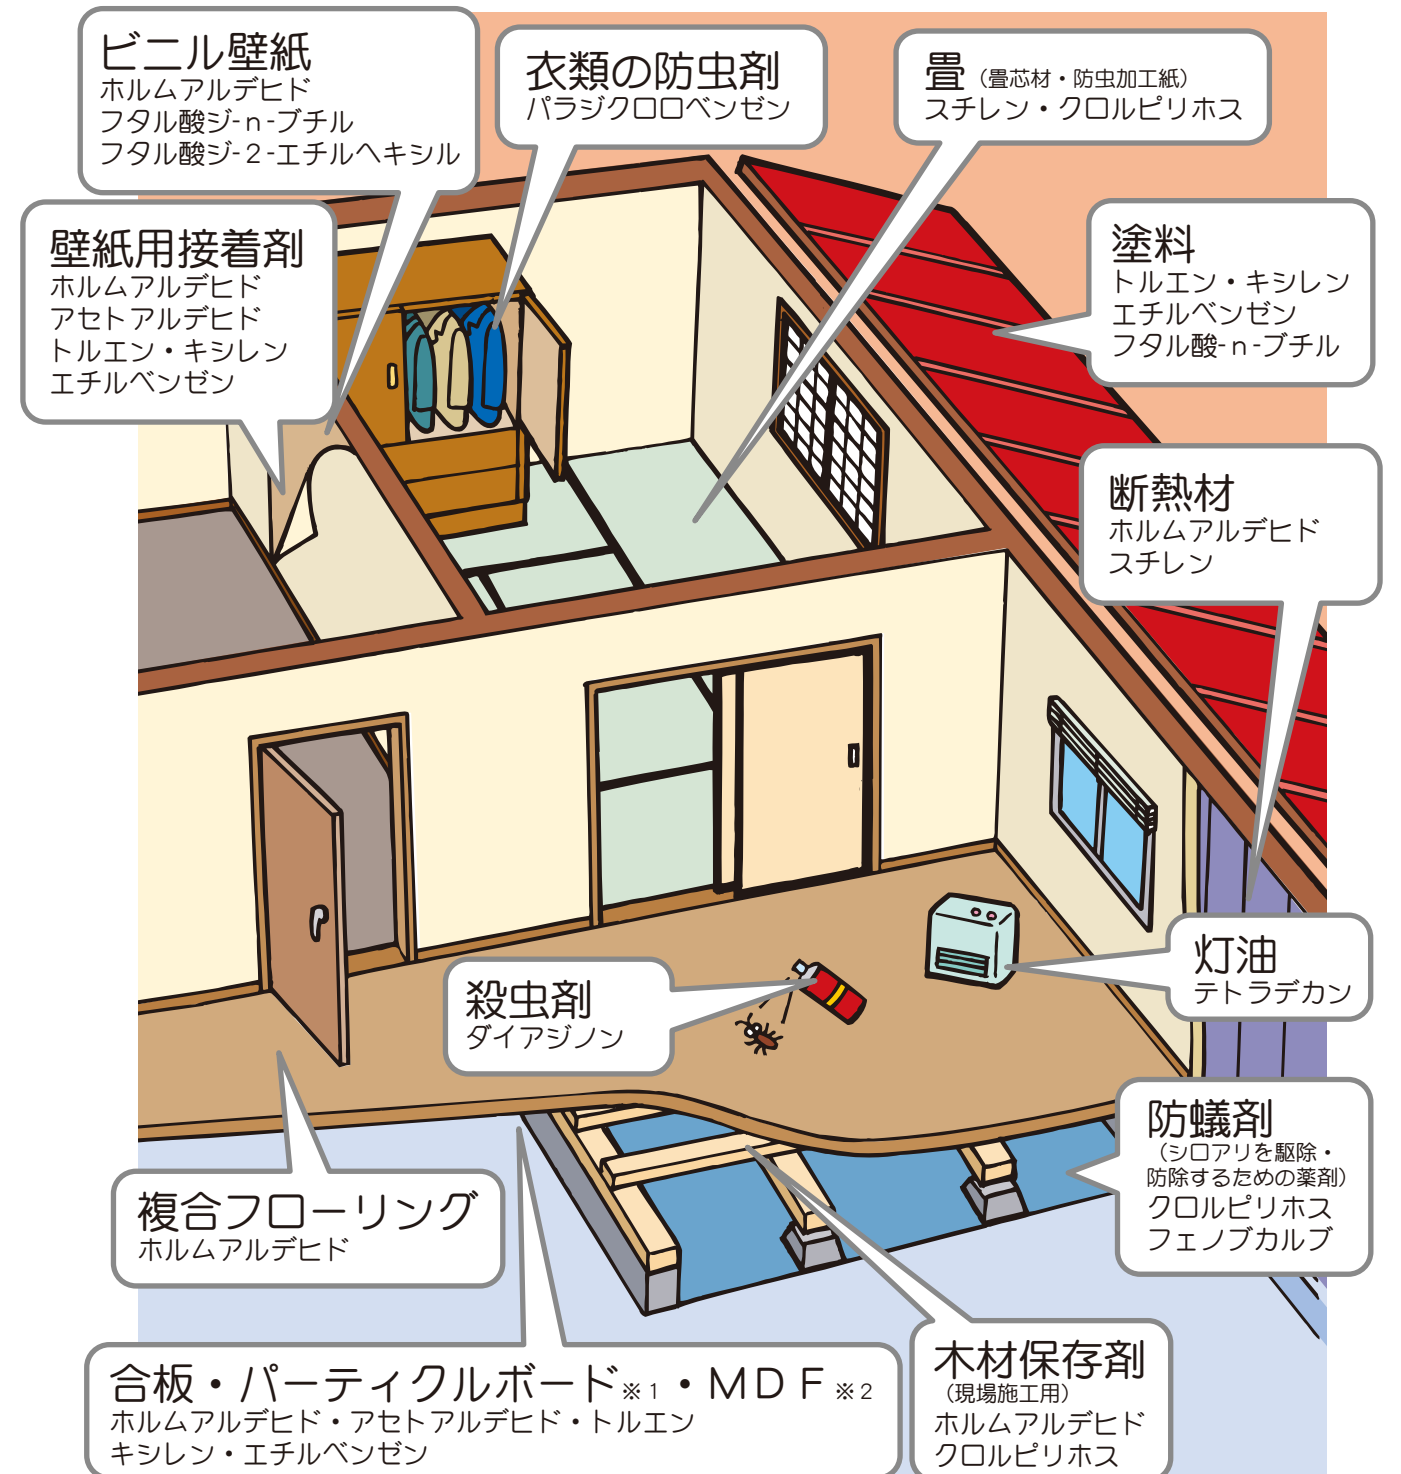 ビニル壁紙
ホルムアルデヒド
フタル酸ジ-n-ブチル
フタル酸ジ-2-エチルヘキシル
衣類の防虫剤
パラジクロロベンゼン
畳（畳芯材・防虫加工紙）
スチレン・クロルピリホス
壁紙用接着剤
ホルムアルデヒド
アセトアルデヒド
トルエン・キシレン
エチルベンゼン
塗料
トルエン・キシレン
エチルベンゼン
フタル酸-n-ブチル
断熱材
ホルムアルデヒド
スチレン
灯油
テトラデカン
殺虫剤
ダイアジノン
防蟻剤
（シロアリを駆除・
防除するための薬剤）
クロルピリホス
フェノブカルブ
複合フローリング
ホルムアルデヒド
合板・パーティクルボード※1・MDF※2
ホルムアルデヒド・アセトアルデヒド・トルエン
キシレン・エチルベンゼン
木材保存剤
（現場施工用）
ホルムアルデヒド
クロルピリホス